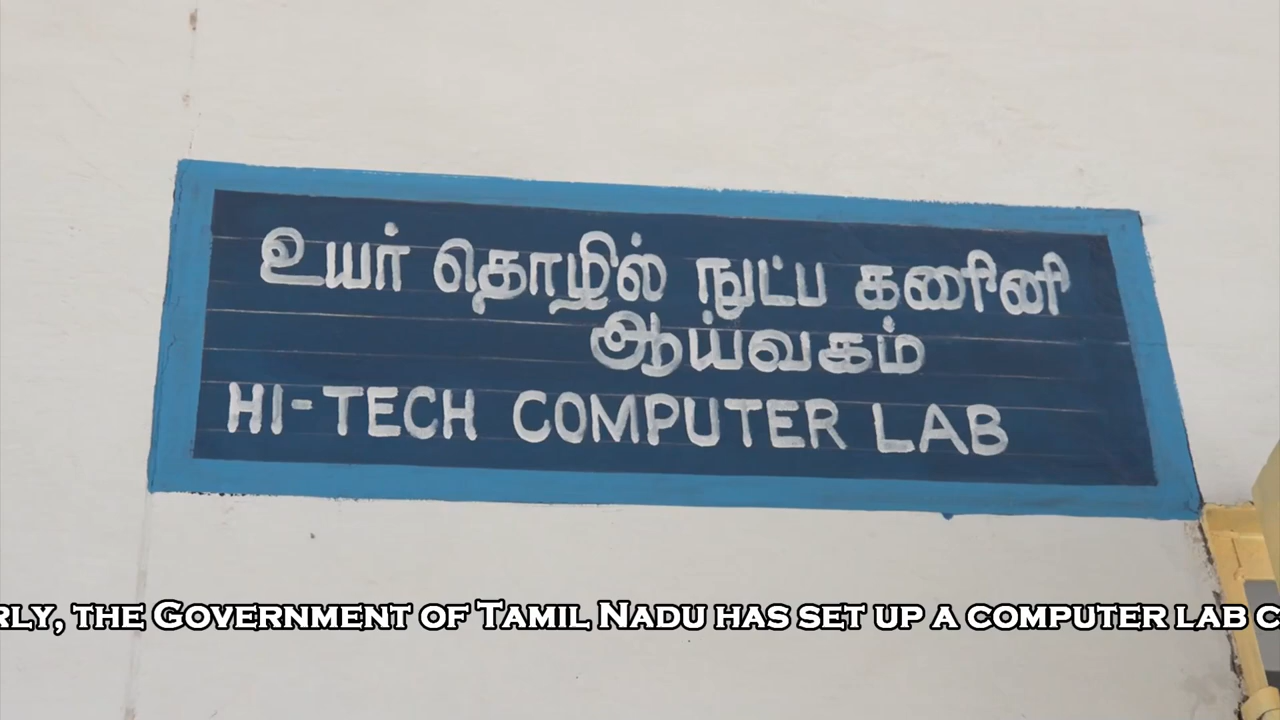 உயர் தொழில் நுட்ப கணினி
ஆய்வகம்
HI-TECH COMPUTER LAB
THE GOVERNMENT OF TAMIL NADU HAS SET UP A COMPUTER LAB